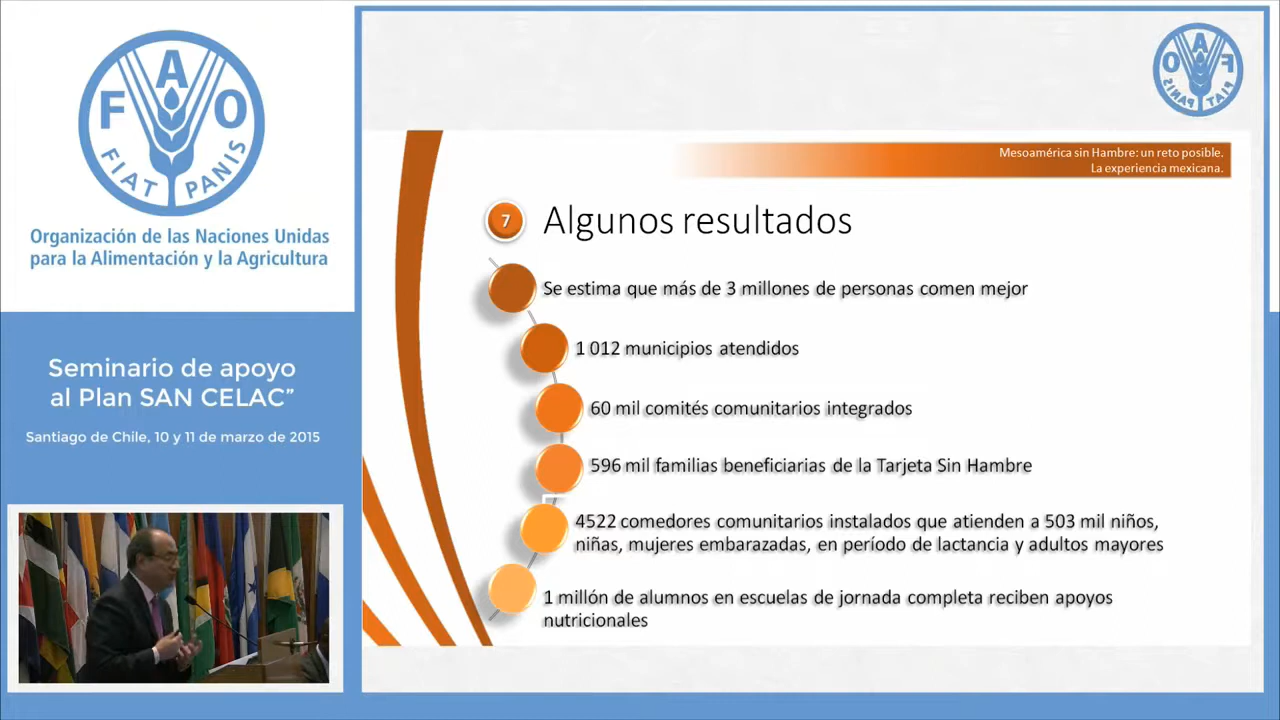 FAO
FIAT PANIS
Organización de las Naciones Unidas
para la Alimentación y la Agricultura
Seminario de apoyo
al Plan SAN CELAC”
Santiago de Chile, 10 y 11 de marzo de 2015
FAO
FIAT PANIS
Mesoamérica sin Hambre: un reto posible.
La experiencia mexicana.
7 Algunos resultados
Se estima que más de 3 millones de personas comen mejor
1 012 municipios atendidos
60 mil comités comunitarios integrados
596 mil familias beneficiarias de la Tarjeta Sin Hambre
4522 comedores comunitarios instalados que atienden a 503 mil niños,
niñas, mujeres embarazadas, en período de lactancia y adultos mayores
1 millón de alumnos en escuelas de jornada completa reciben apoyos
nutricionales